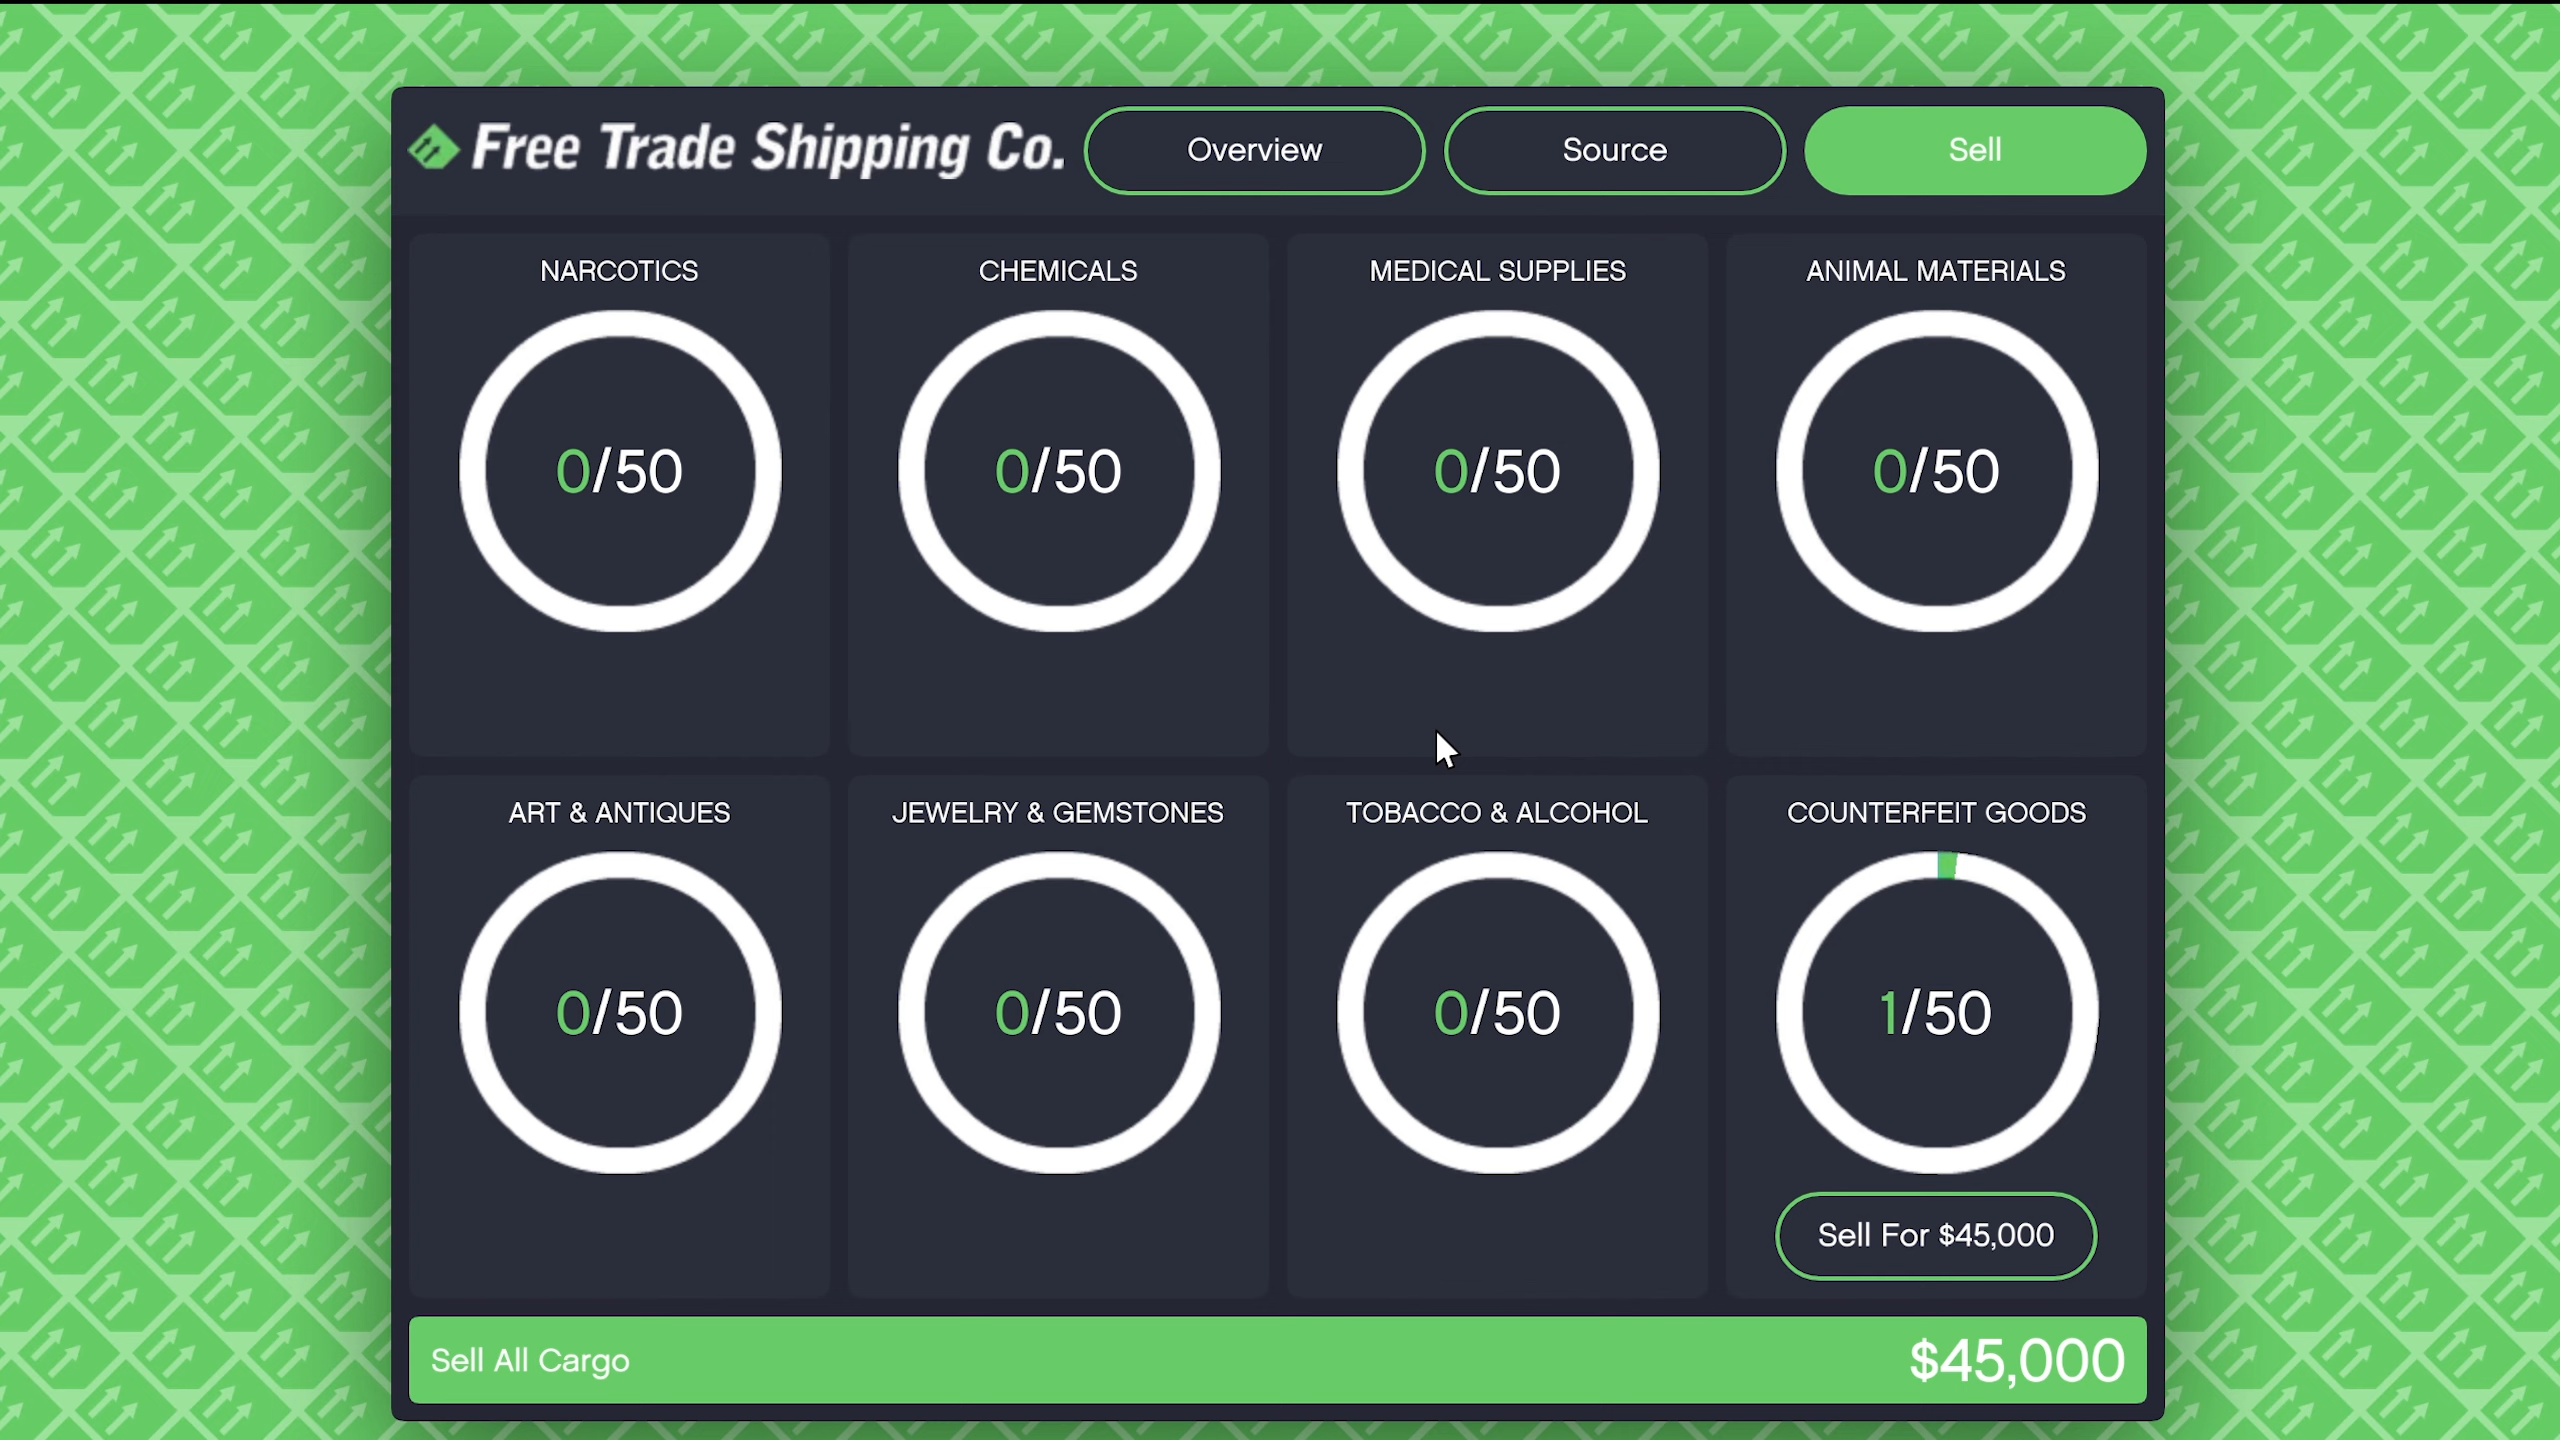 Free Trade Shipping Co.
Overview
Source
Sell
NARCOTICS
CHEMICALS
MEDICAL SUPPLIES
ANIMAL MATERIALS
0/50
0/50
0/50
0/50
ART & ANTIQUES
JEWELRY & GEMSTONES
TOBACCO & ALCOHOL
COUNTERFEIT GOODS
0/50
0/50
0/50
1/50
Sell For $45,000
Sell All Cargo
$45,000